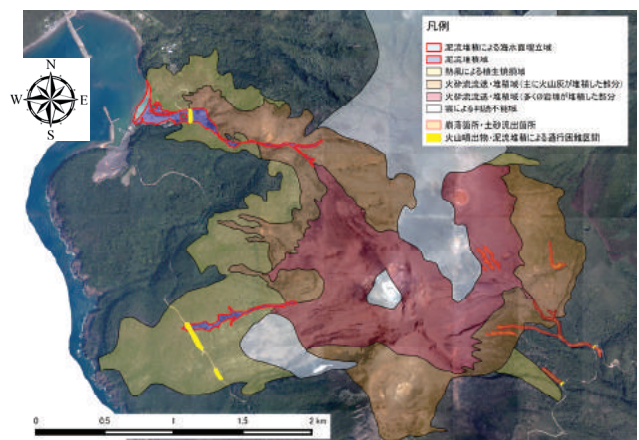 凡例
泥流堆積による海水面埋立域
泥流堆積域
熱風による植生焼損域
火砕流流送・堆積域(主に火山灰が堆積した部分)
火砕流流送・堆積域(多くの岩塊が堆積した部分)
雲による判読不能域
崩落箇所・土砂流出箇所
火山噴出物・泥流堆積による通行困難区間
N
W
E
S
0
0.5
1
1.5
2 km